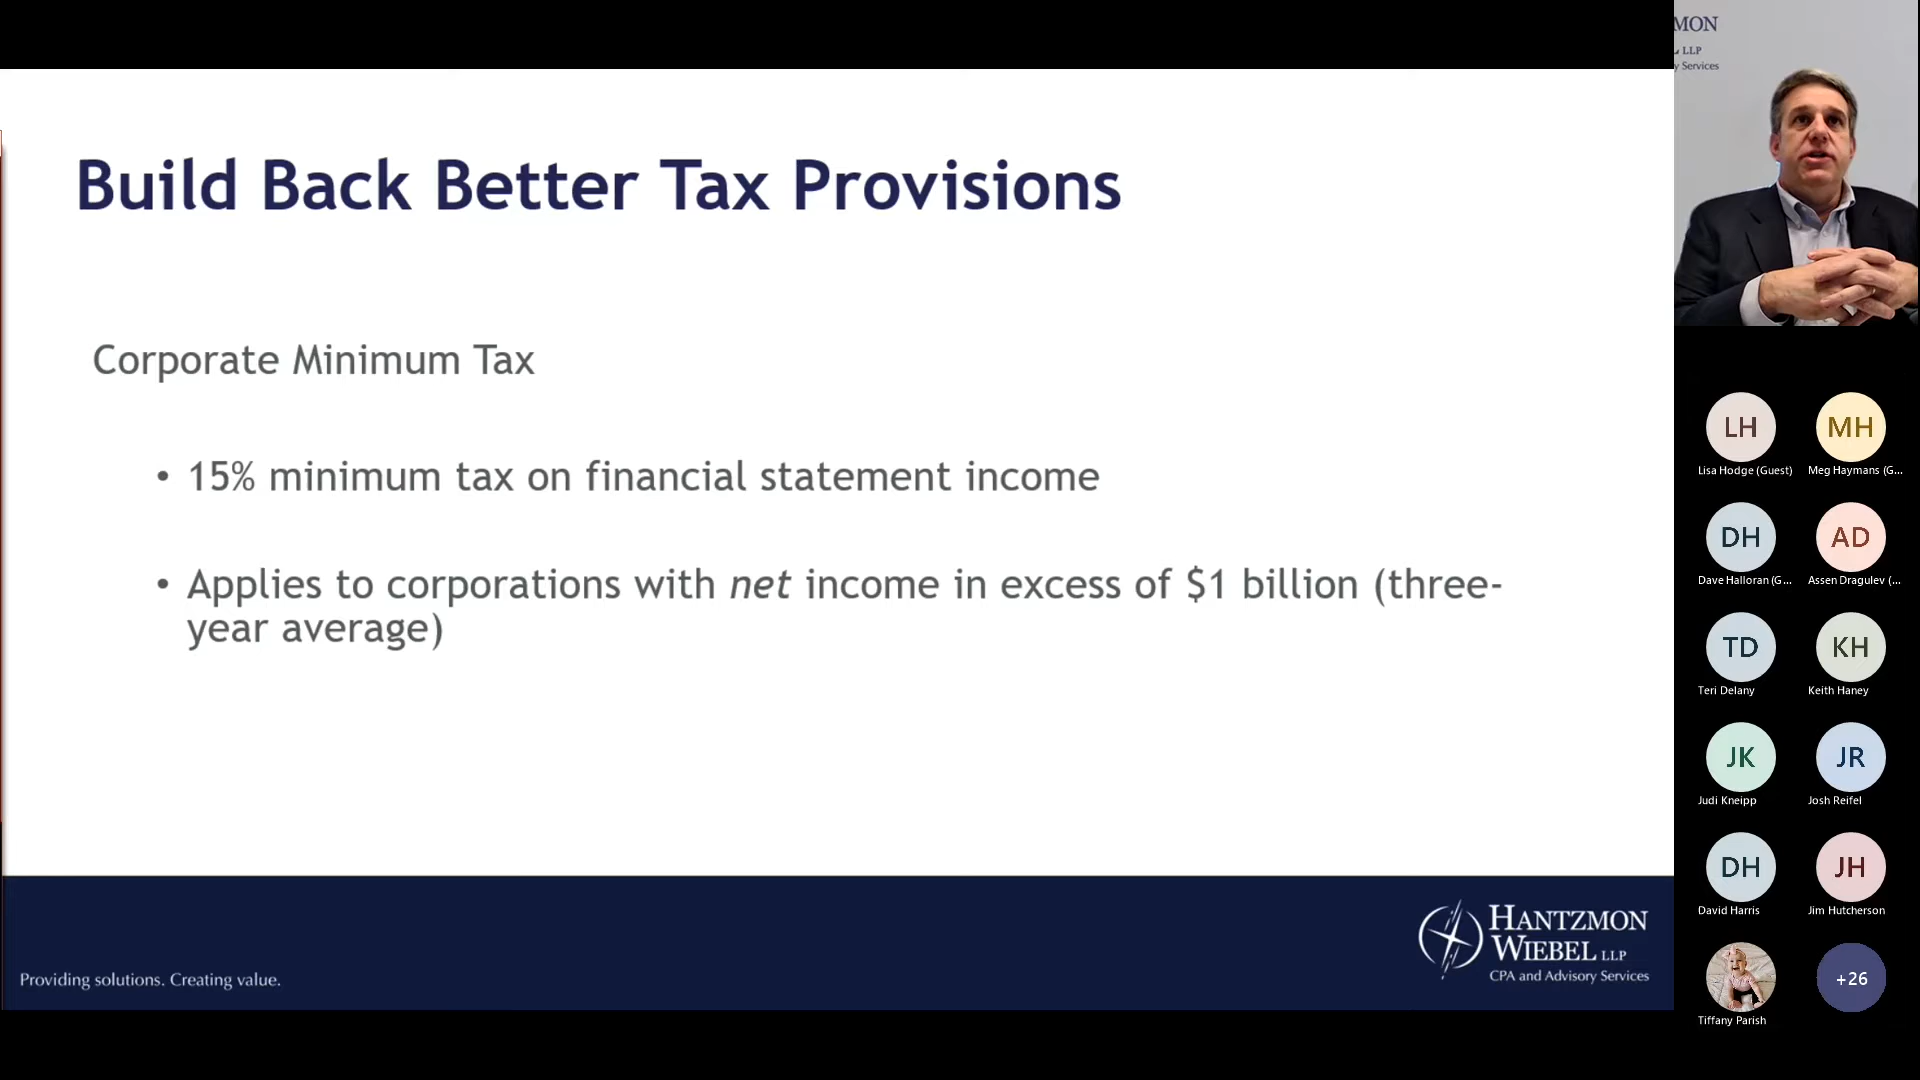 Build Back Better Tax Provisions
Corporate Minimum Tax
• 15% minimum tax on financial statement income
• Applies to corporations with net income in excess of $1 billion (three-
year average)
Providing solutions. Creating value.
HANTZMON
WIEBEL LLP
CPA and Advisory Services
MON
LLP
y Services
LH
MH
Lisa Hodge (Guest)
Meg Haymans (G...
DH
AD
Dave Halloran (G...
Assen Dragulev (...
TD
KH
Teri Delany
Keith Haney
JK
JR
Judi Kneipp
Josh Reifel
DH
JH
David Harris
Jim Hutcherson
+26
Tiffany Parish